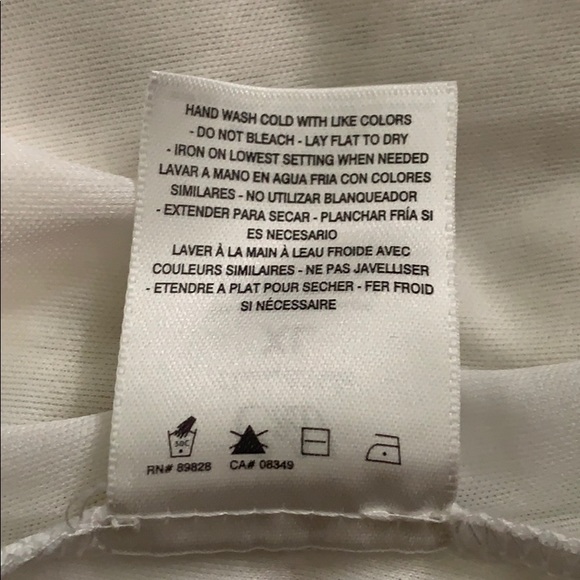 HAND WASH COLD WITH LIKE COLORS
- DO NOT BLEACH - LAY FLAT TO DRY
- IRON ON LOWEST SETTING WHEN NEEDED
LAVAR A MANO EN AGUA FRIA CON COLORES
SIMILARES - NO UTILIZAR BLANQUEADOR
- EXTENDER PARA SECAR - PLANCHAR FRÍA SI
ES NECESARIO
LAVER À LA MAIN À LEAU FROIDE AVEC
COULEURS SIMILAIRES - NE PAS JAVELLISER
- ETENDRE A PLAT POUR SECHER - FER FROID
SI NÉCESSAIRE
RN# 89828 CA# 08349